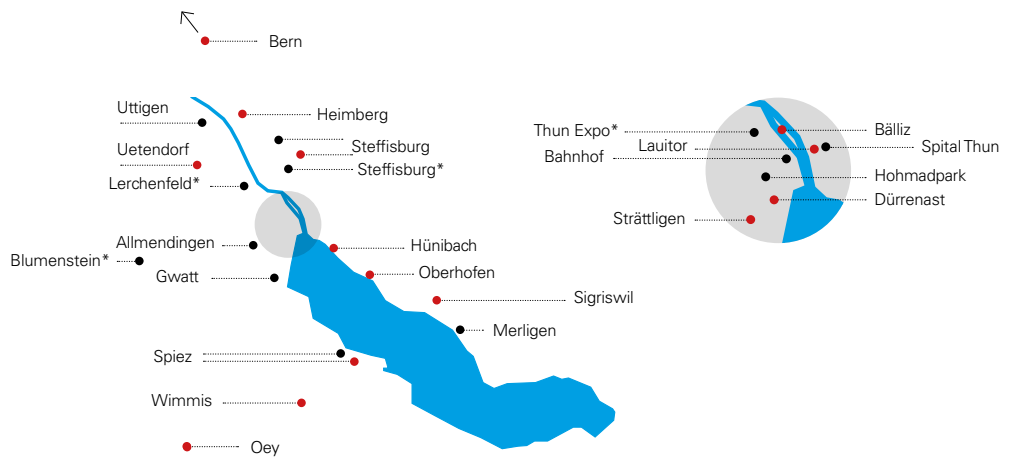 Bern
Uttigen
Heimberg
Steffisburg
Uetendorf
Steffisburg*
Lerchenfeld*
Allmendingen
Hünibach
Blumenstein*
Oberhofen
Gwatt
Sigriswil
Merligen
Spiez
Wimmis
Oey
Thun Expo*
Bälliz
Lauitor
Spital Thun
Bahnhof
Hohmadpark
Dürrenast
Strättligen